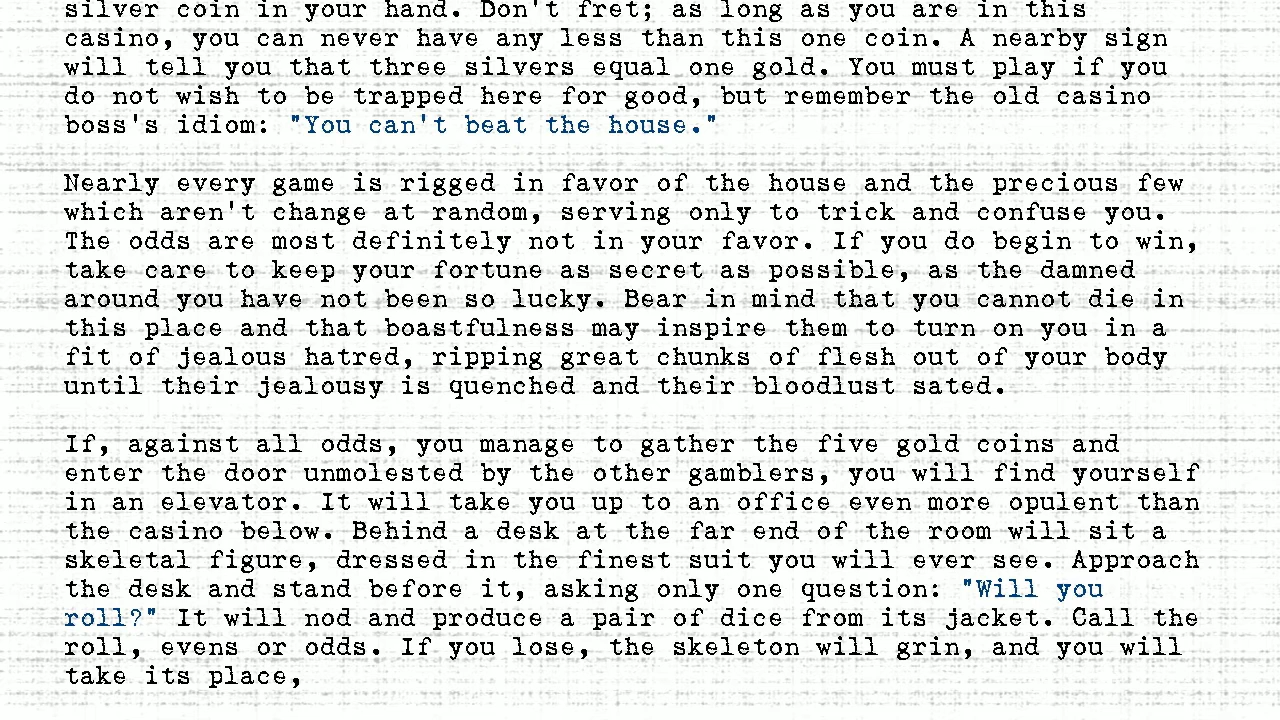 silver coin in your hand. Don't fret; as long as you are in this
casino, you can never have any less than this one coin. A nearby sign
will tell you that three silvers equal one gold. You must play if you
do not wish to be trapped here for good, but remember the old casino
boss's idiom: "You can't beat the house."
Nearly every game is rigged in favor of the house and the precious few
which aren't change at random, serving only to trick and confuse you.
The odds are most definitely not in your favor. If you do begin to win,
take care to keep your fortune as secret as possible, as the damned
around you have not been so lucky. Bear in mind that you cannot die in
this place and that boastfulness may inspire them to turn on you in a
fit of jealous hatred, ripping great chunks of flesh out of your body
until their jealousy is quenched and their bloodlust sated.
If, against all odds, you manage to gather the five gold coins and
enter the door unmolested by the other gamblers, you will find yourself
in an elevator. It will take you up to an office even more opulent than
the casino below. Behind a desk at the far end of the room will sit a
skeletal figure, dressed in the finest suit you will ever see. Approach
the desk and stand before it, asking only one question: "Will you
roll?" It will nod and produce a pair of dice from its jacket. Call the
roll, evens or odds. If you lose, the skeleton will grin, and you will
take its place,